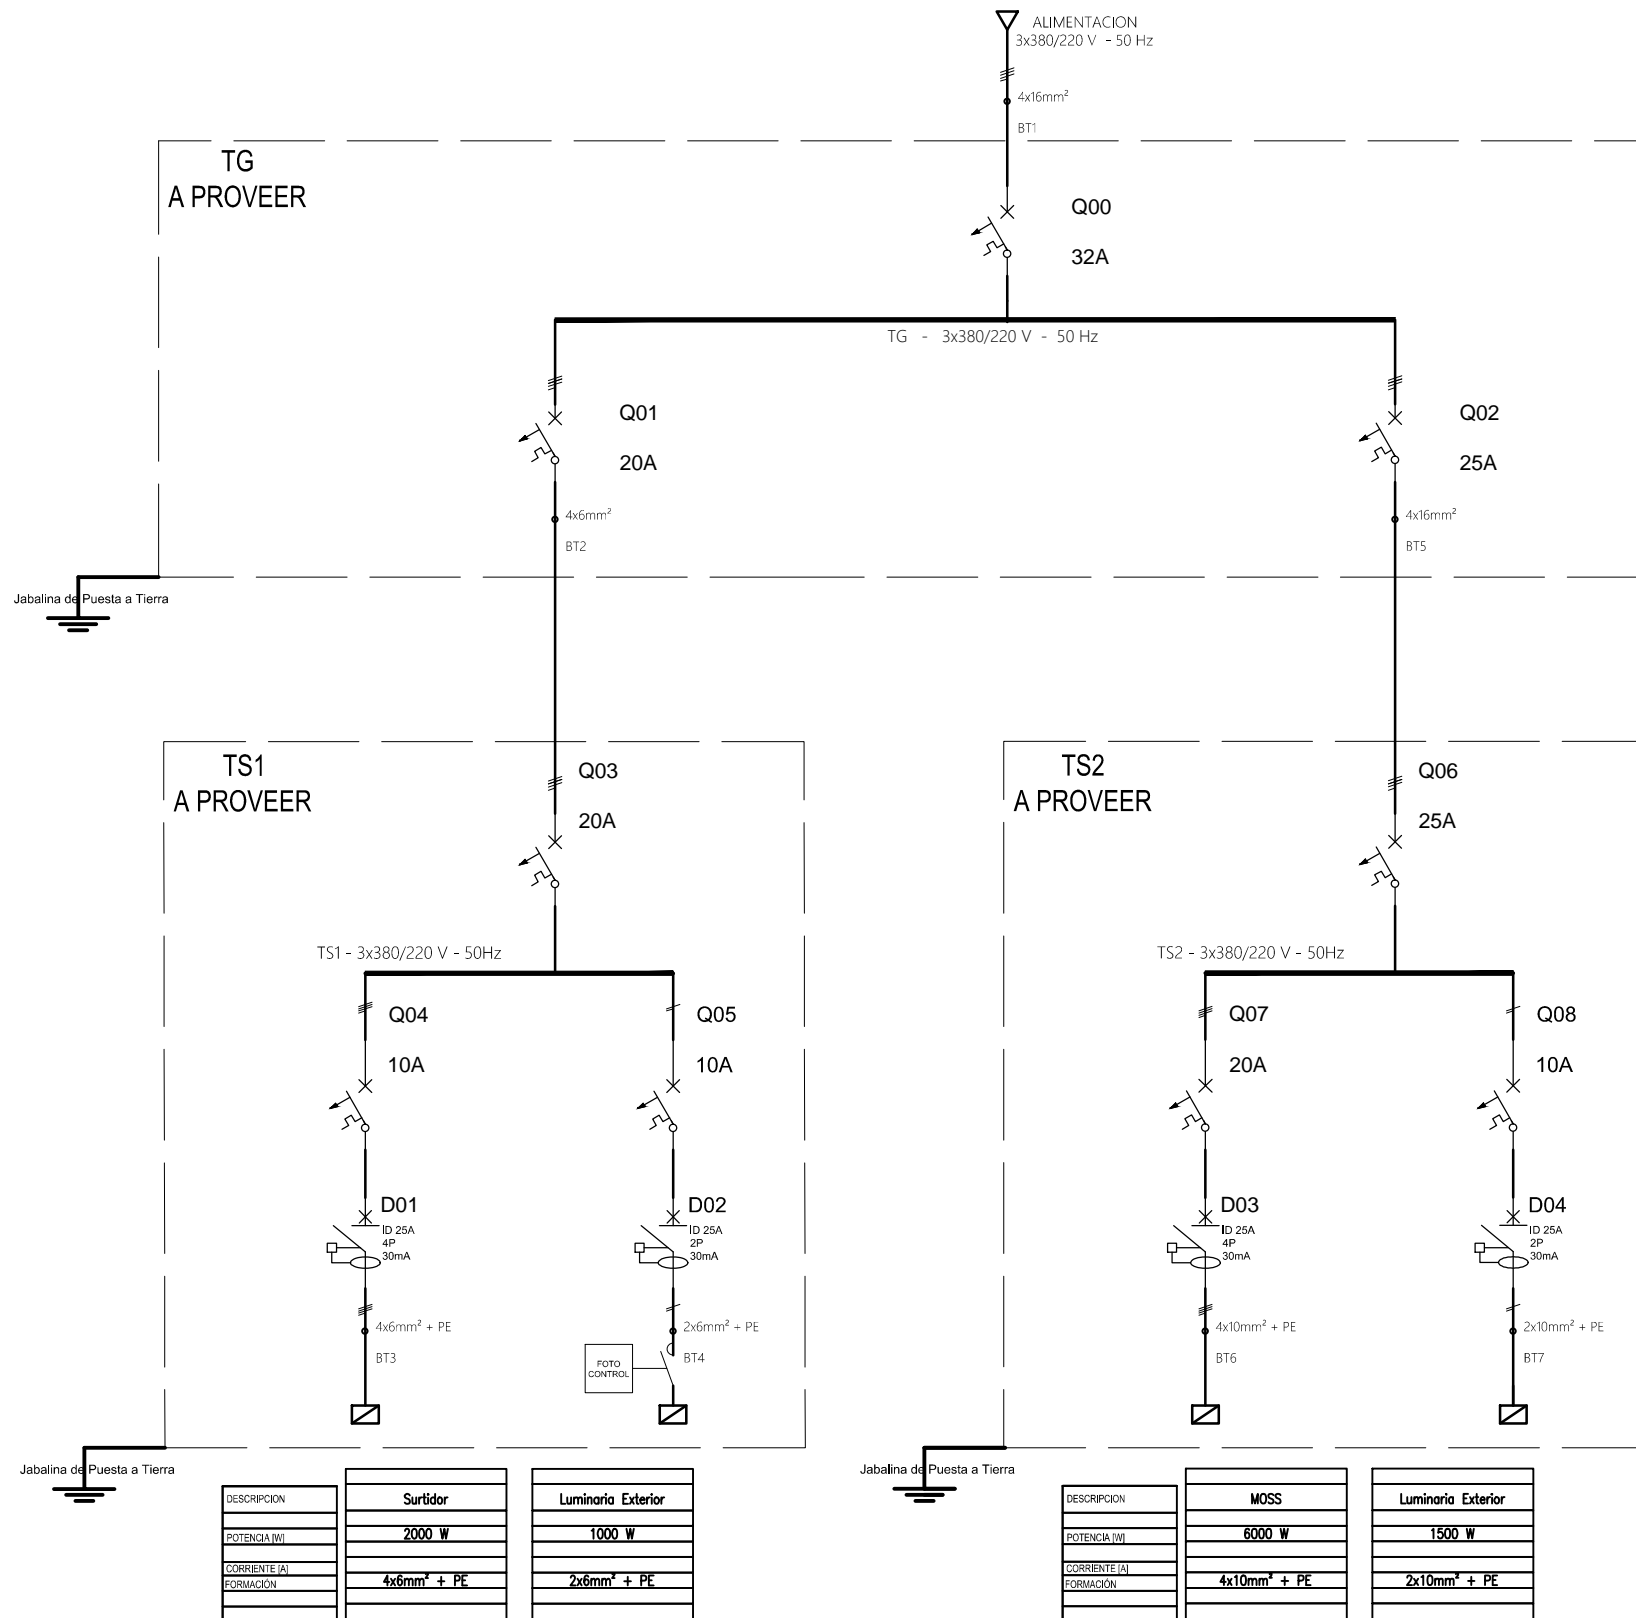 ALIMENTACION
3x380/220 V - 50 Hz
4x16mm²
BT1
TG
A PROVEER
Q00
32A
TG - 3x380/220 V - 50 Hz
Q01
20A
4x6mm²
BT2
Q02
25A
4x16mm²
BT5
Jabalina de Puesta a Tierra
TS1
A PROVEER
Q03
20A
TS1 - 3x380/220 V - 50Hz
Q04
10A
Q05
10A
D01
ID 25A
4P
30mA
D02
ID 25A
2P
30mA
4x6mm² + PE
BT3
2x6mm² + PE
BT4
FOTO
CONTROL
TS2
A PROVEER
Q06
25A
TS2 - 3x380/220 V - 50Hz
Q07
20A
Q08
10A
D03
ID 25A
4P
30mA
D04
ID 25A
2P
30mA
4x10mm² + PE
BT6
2x10mm² + PE
BT7
Jabalina de Puesta a Tierra
DESCRIPCION Surtidor Luminaria Exterior
POTENCIA [W] 2000 W 1000 W
CORRIENTE [A]
FORMACIÓN 4x6mm² + PE 2x6mm² + PE
Jabalina de Puesta a Tierra
DESCRIPCION MOSS Luminaria Exterior
POTENCIA [W] 6000 W 1500 W
CORRIENTE [A]
FORMACIÓN 4x10mm² + PE 2x10mm² + PE